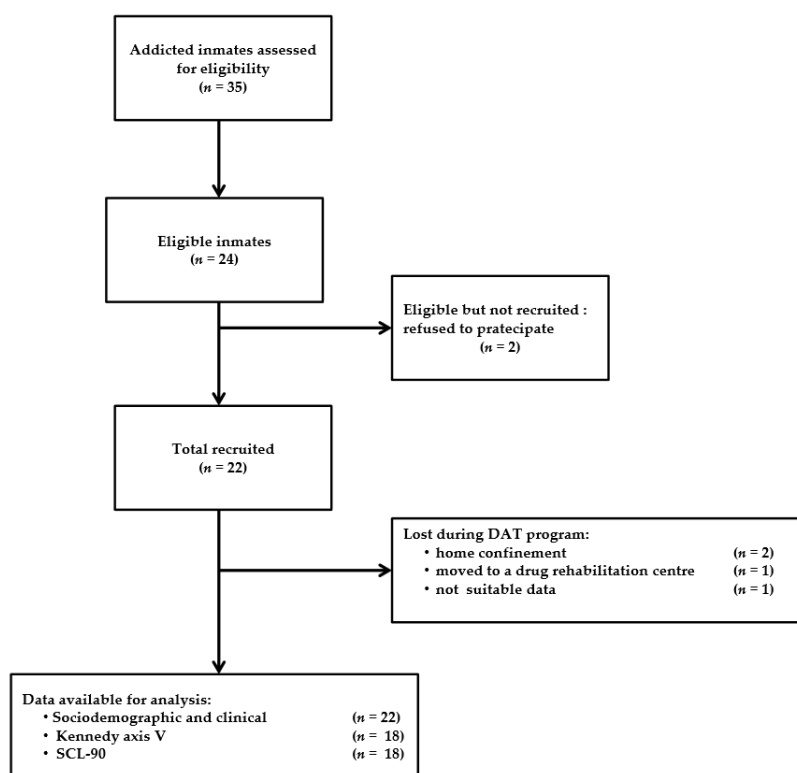 Addicted inmates assessed
for eligibility
(n = 35)
Eligible inmates
(n = 24)
Eligible but not recruited :
refused to pratecipate
(n = 2)
Total recruited
(n = 22)
Lost during DAT program:
• home confinement (n = 2)
• moved to a drug rehabilitation centre (n = 1)
• not suitable data (n = 1)
Data available for analysis:
• Sociodemographic and clinical (n = 22)
• Kennedy axis V (n = 18)
• SCL-90 (n = 18)